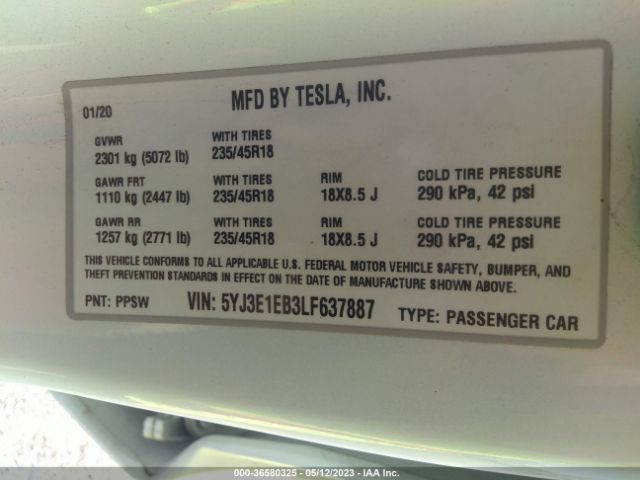 01/20 MFD BY TESLA, INC.
GVWR WITH TIRES
2301 kg (5072 lb) 235/45R18
GAWR FRT WITH TIRES RIM COLD TIRE PRESSURE
1110 kg (2447 lb) 235/45R18 18X8.5 J 290 kPa, 42 psi
GAWR RR WITH TIRES RIM COLD TIRE PRESSURE
1257 kg (2771 lb) 235/45R18 18X8.5 J 290 kPa, 42 psi
THIS VEHICLE CONFORMS TO ALL APPLICABLE U.S. FEDERAL MOTOR VEHICLE SAFETY, BUMPER, AND
THEFT PREVENTION STANDARDS IN EFFECT ON THE DATE OF MANUFACTURE SHOWN ABOVE.
PNT: PPSW VIN: 5YJ3E1EB3LF637887 TYPE: PASSENGER CAR
000-36580325 - 05/12/2023 - IAA Inc.